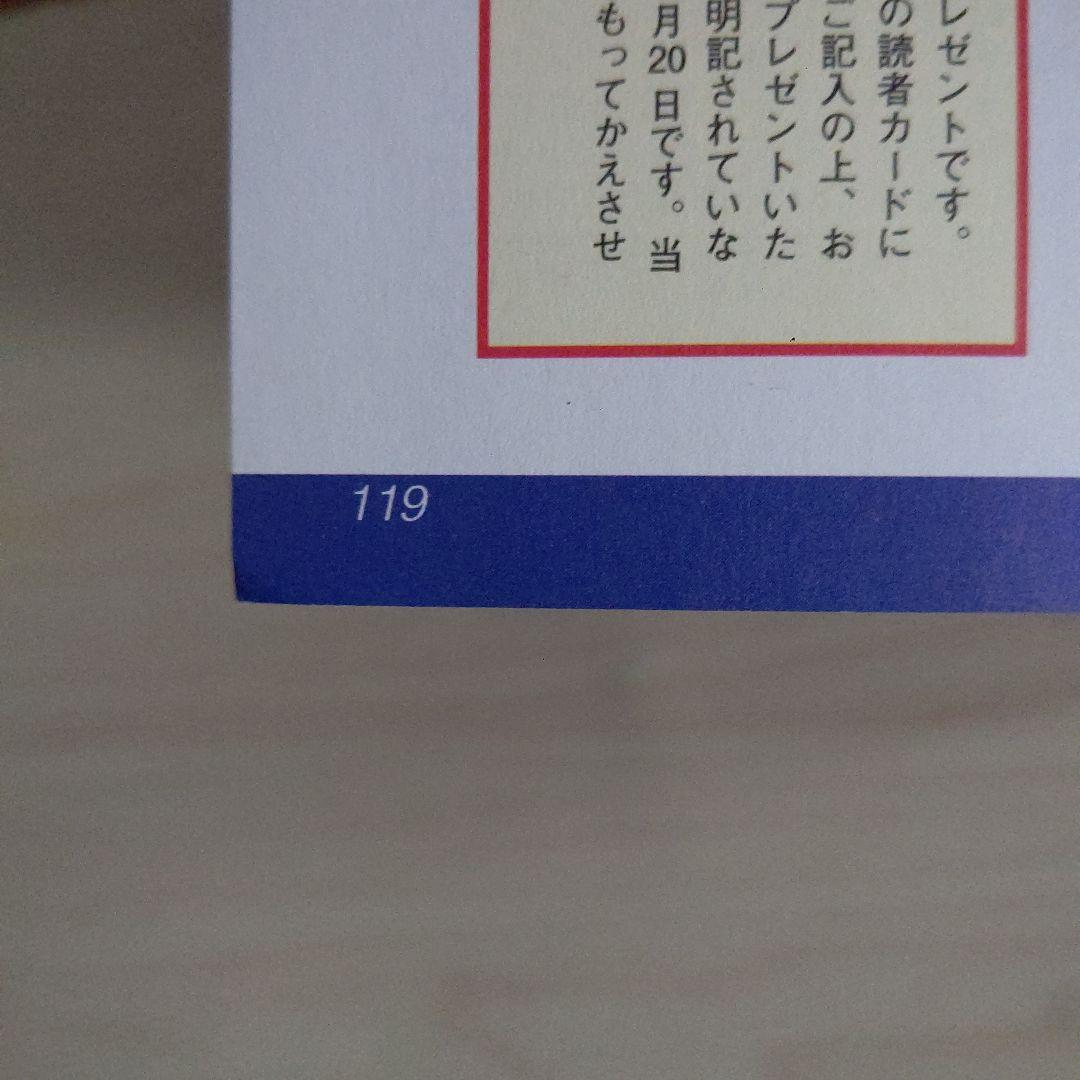 レゼントです。
の読者カードに
ご記入の上、お
プレゼントいた
明記されていな
月20日です。当
もってかえさせ
119